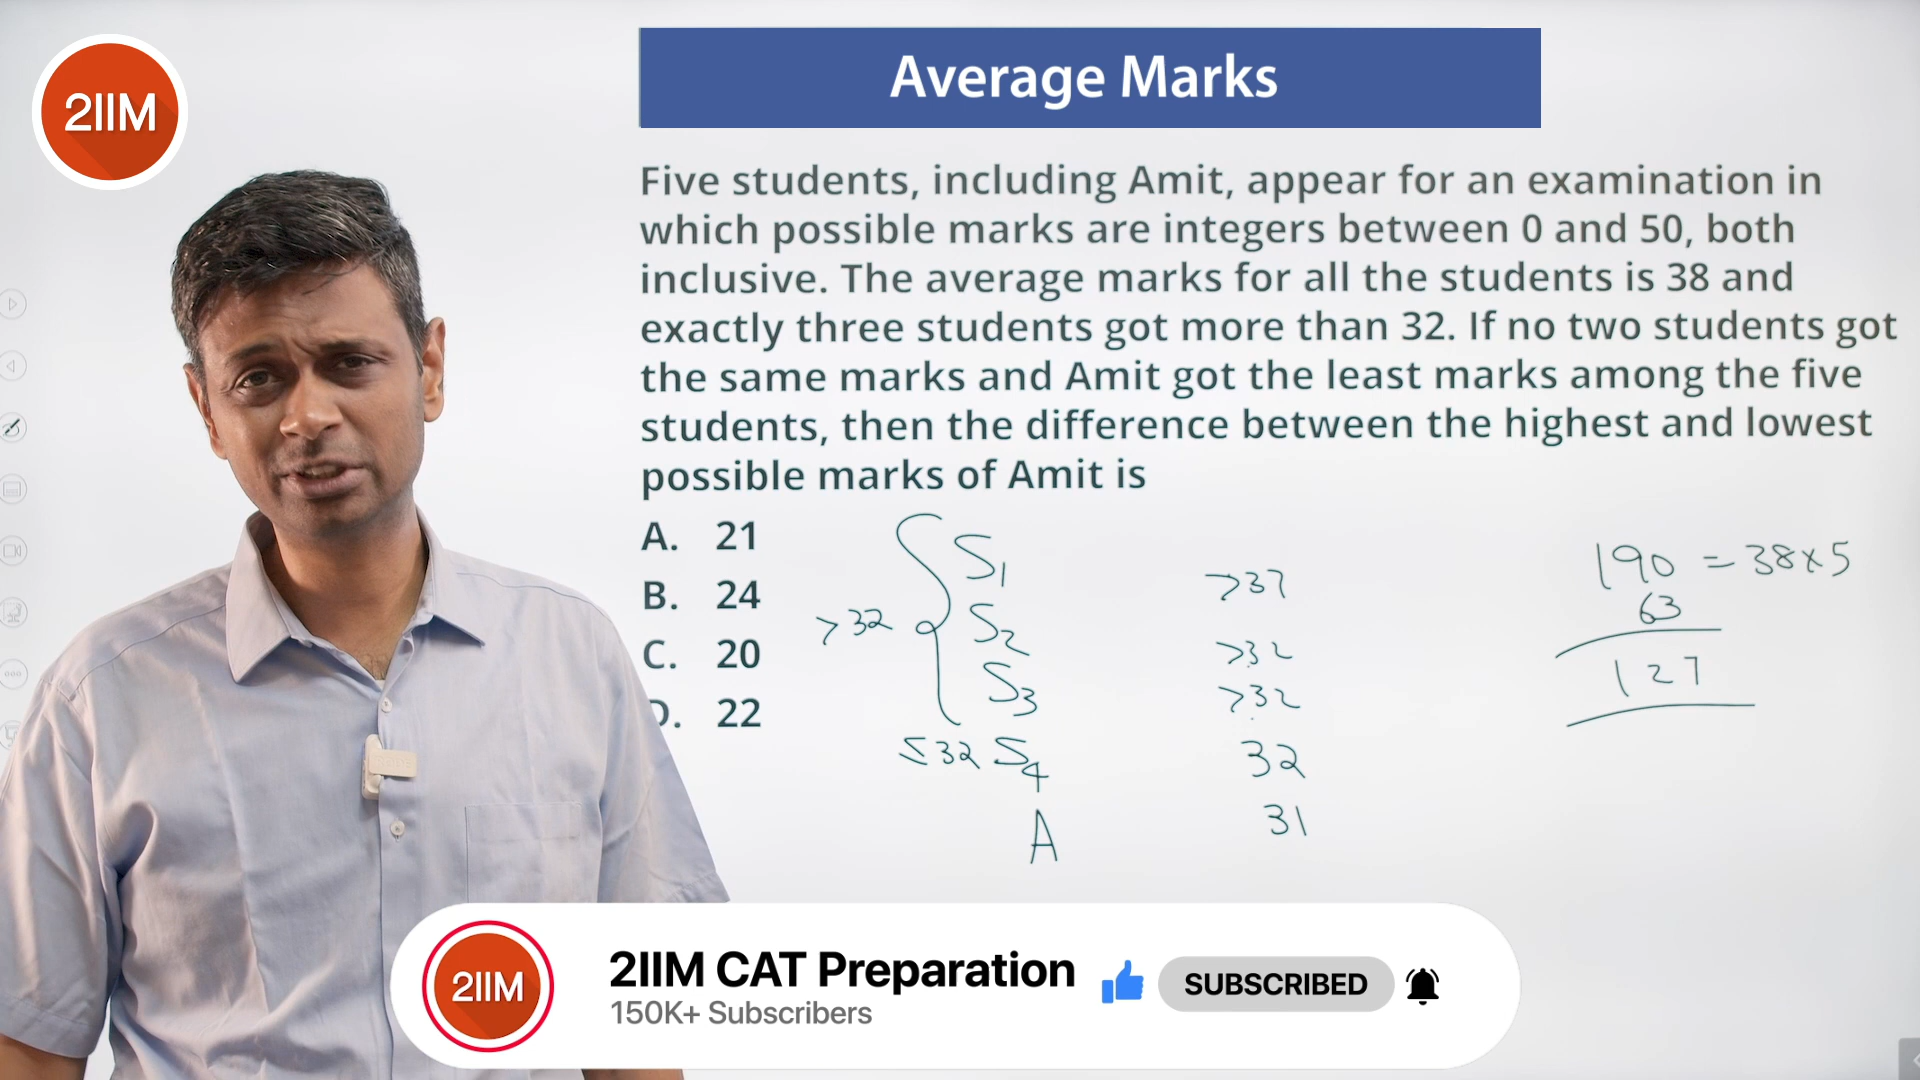 2IIM
Average Marks
Five students, including Amit, appear for an examination in
which possible marks are integers between 0 and 50, both
inclusive. The average marks for all the students is 38 and
exactly three students got more than 32. If no two students got
the same marks and Amit got the least marks among the five
students, then the difference between the highest and lowest
possible marks of Amit is
A. 21
B. 24
C. 20
D. 22
>32
S1
S2
S3
≤32 S4
A
>32
>32
>32
32
31
190 = 38x5
63
127
2IIM
2IIM CAT Preparation
150K+ Subscribers
SUBSCRIBED